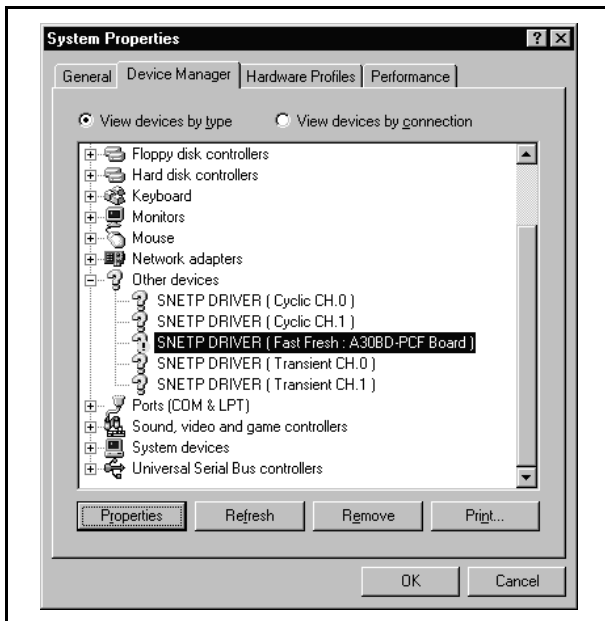 System Properties
General Device Manager Hardware Profiles Performance
View devices by type View devices by connection
Floppy disk controllers
Hard disk controllers
Keyboard
Monitors
Mouse
Network adapters
Other devices
SNETP DRIVER ( Cyclic CH.0 )
SNETP DRIVER ( Cyclic CH.1 )
SNETP DRIVER ( Fast Fresh : A30BD-PCF Board )
SNETP DRIVER ( Transient CH.0 )
SNETP DRIVER ( Transient CH.1 )
Ports (COM & LPT)
Sound, video and game controllers
System devices
Universal Serial Bus controllers
Properties Refresh Remove Print...
OK Cancel